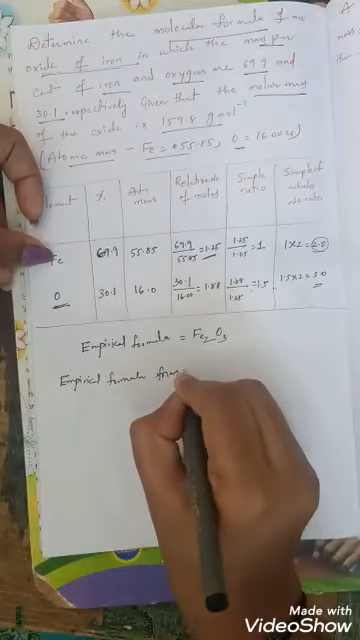 Determine the molecular formula of an
oxide of iron in which the mass per
cent of iron and oxygen are 69.9 and
30.1, respectively Given that the molar mass
of the oxide is 159.8 g mol⁻¹
(Atomic mass - Fe = 55.85, O = 16.00 u)
Element % At. mass Relative no of moles Simple ratio Simplest whole no ratio
Fe 69.9 55.85 69.9/55.85 = 1.25 1.25/1.25 = 1 1×2 = 2.0
O 30.1 16.0 30.1/16.00 = 1.88 1.88/1.25 = 1.5 1.5×2 = 3.0
Empirical formula = Fe₂O₃
Empirical formula
Made with
VideoShow